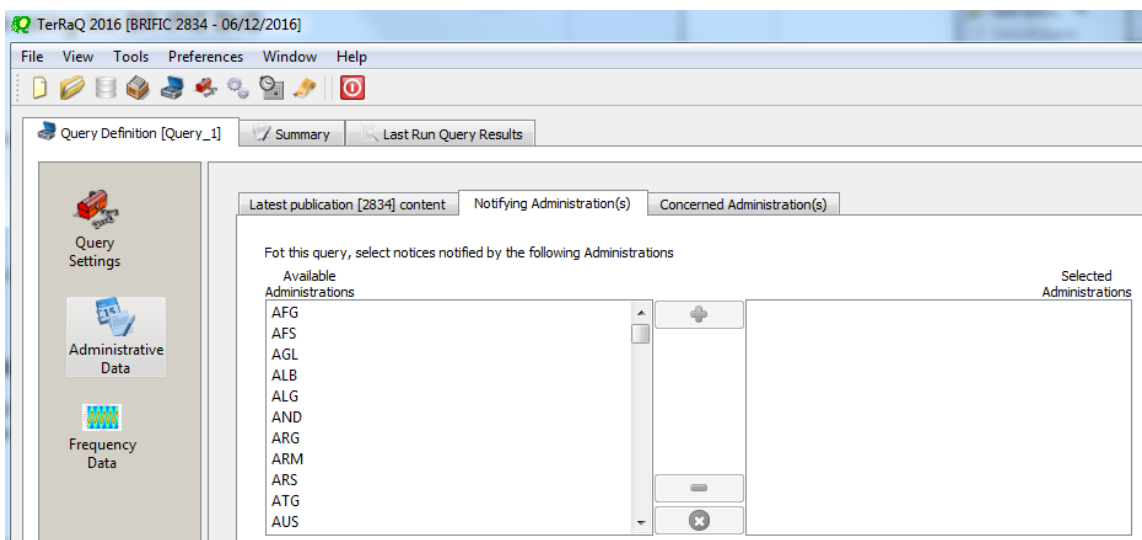 TerRaQ 2016 [BRIFIC 2834 - 06/12/2016]
File View Tools Preferences Window Help
Query Definition [Query_1] Summary Last Run Query Results
Latest publication [2834] content Notifying Administration(s) Concerned Administration(s)
Query
Settings
Administrative
Data
Frequency
Data
Fot this query, select notices notified by the following Administrations
Available
Administrations
Selected
Administrations
AFG
AFS
AGL
ALB
ALG
AND
ARG
ARM
ARS
ATG
AUS